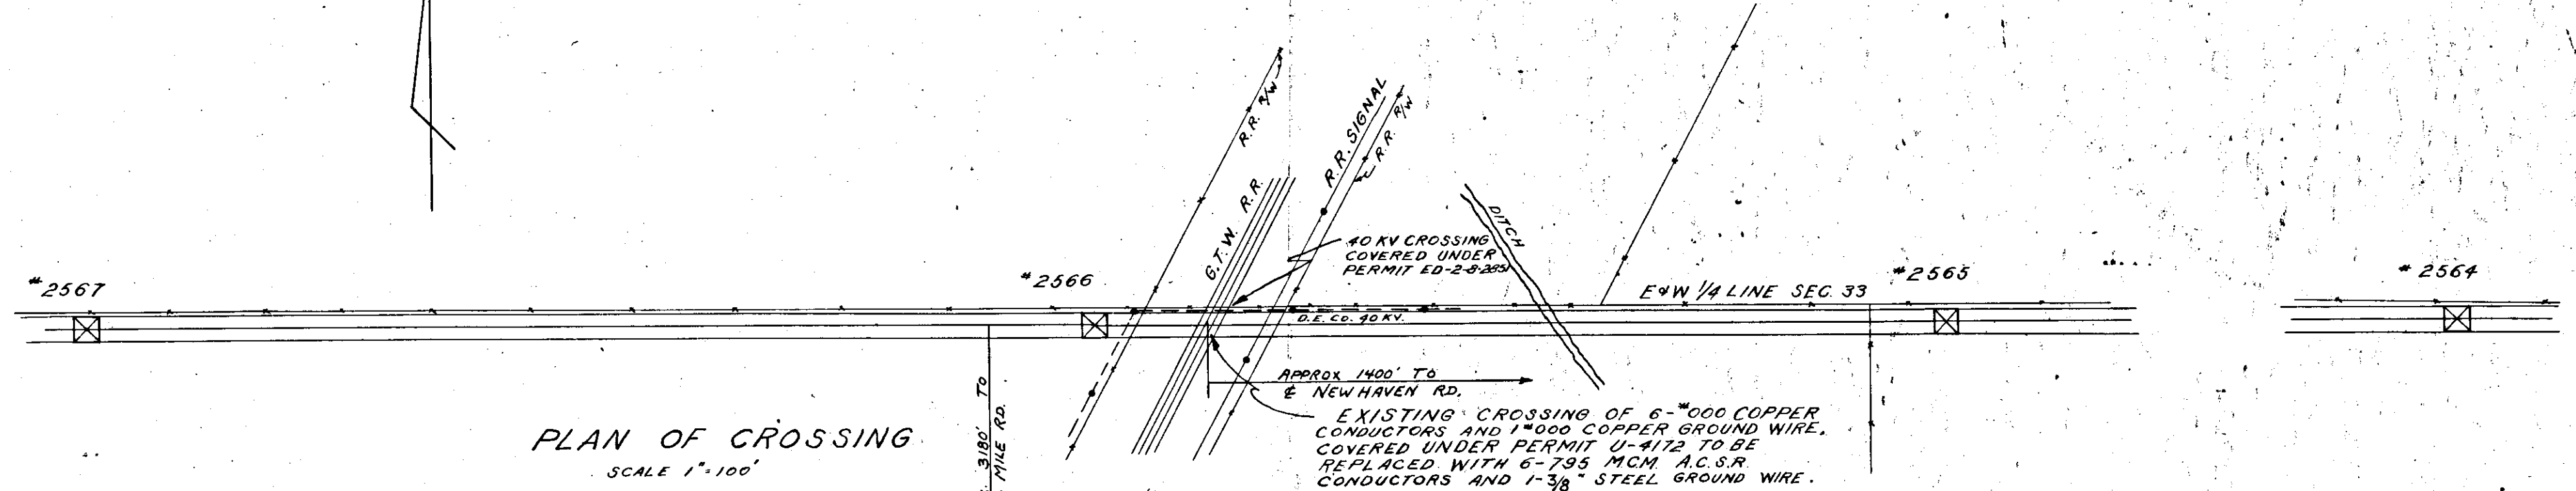 #2567
#2566
#2565
#2564
R.R. R/W
G.T.W. R.R.
R.R. SIGNAL
R.R. R/W
40 KV CROSSING
COVERED UNDER
PERMIT ED-2-8-285
DITCH
E&W 1/4 LINE SEC. 33
D.E. CO. 40 KV.
APPROX 1400' TO
℄ NEW HAVEN RD.
EXISTING CROSSING OF 6-#000 COPPER
CONDUCTORS AND 1#000 COPPER GROUND WIRE.
COVERED UNDER PERMIT U-4172 TO BE
REPLACED WITH 6-795 M.C.M. A.C.S.R.
CONDUCTORS AND 1-3/8" STEEL GROUND WIRE.
3180' TO
MILE RD.
PLAN OF CROSSING
SCALE 1"=100'